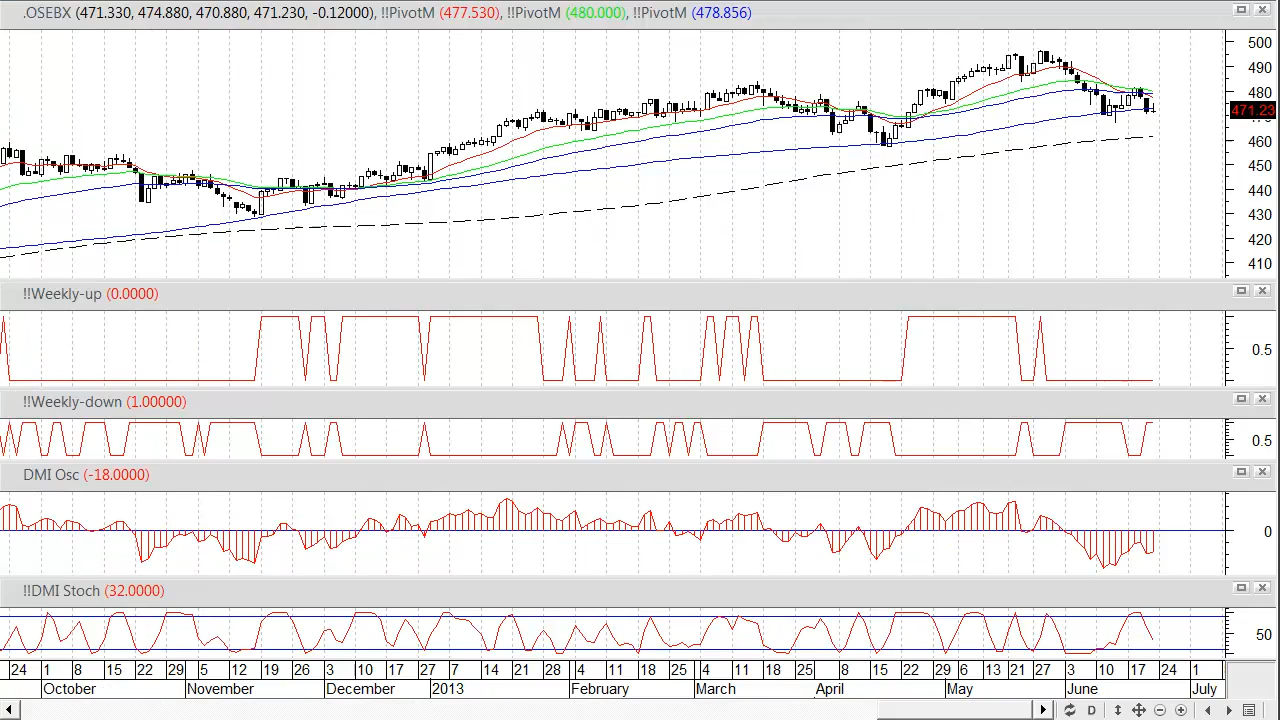 .OSEBX (471.330, 474.880, 470.880, 471.230, -0.12000), !!PivotM (477.530), !!PivotM (480.000), !!PivotM (478.856)
500
490
480
471.23
460
450
440
430
420
410
!!Weekly-up (0.0000)
0.5
!!Weekly-down (1.00000)
0.5
DMI Osc (-18.0000)
0
!!DMI Stoch (32.0000)
50
24 1 8 15 22 29 5 12 19 26 3 10 17 27 7 14 21 28 4 11 18 25 4 11 18 25 8 15 22 29 6 13 21 27 3 10 17 24 1
October November December 2013 February March April May June July
D